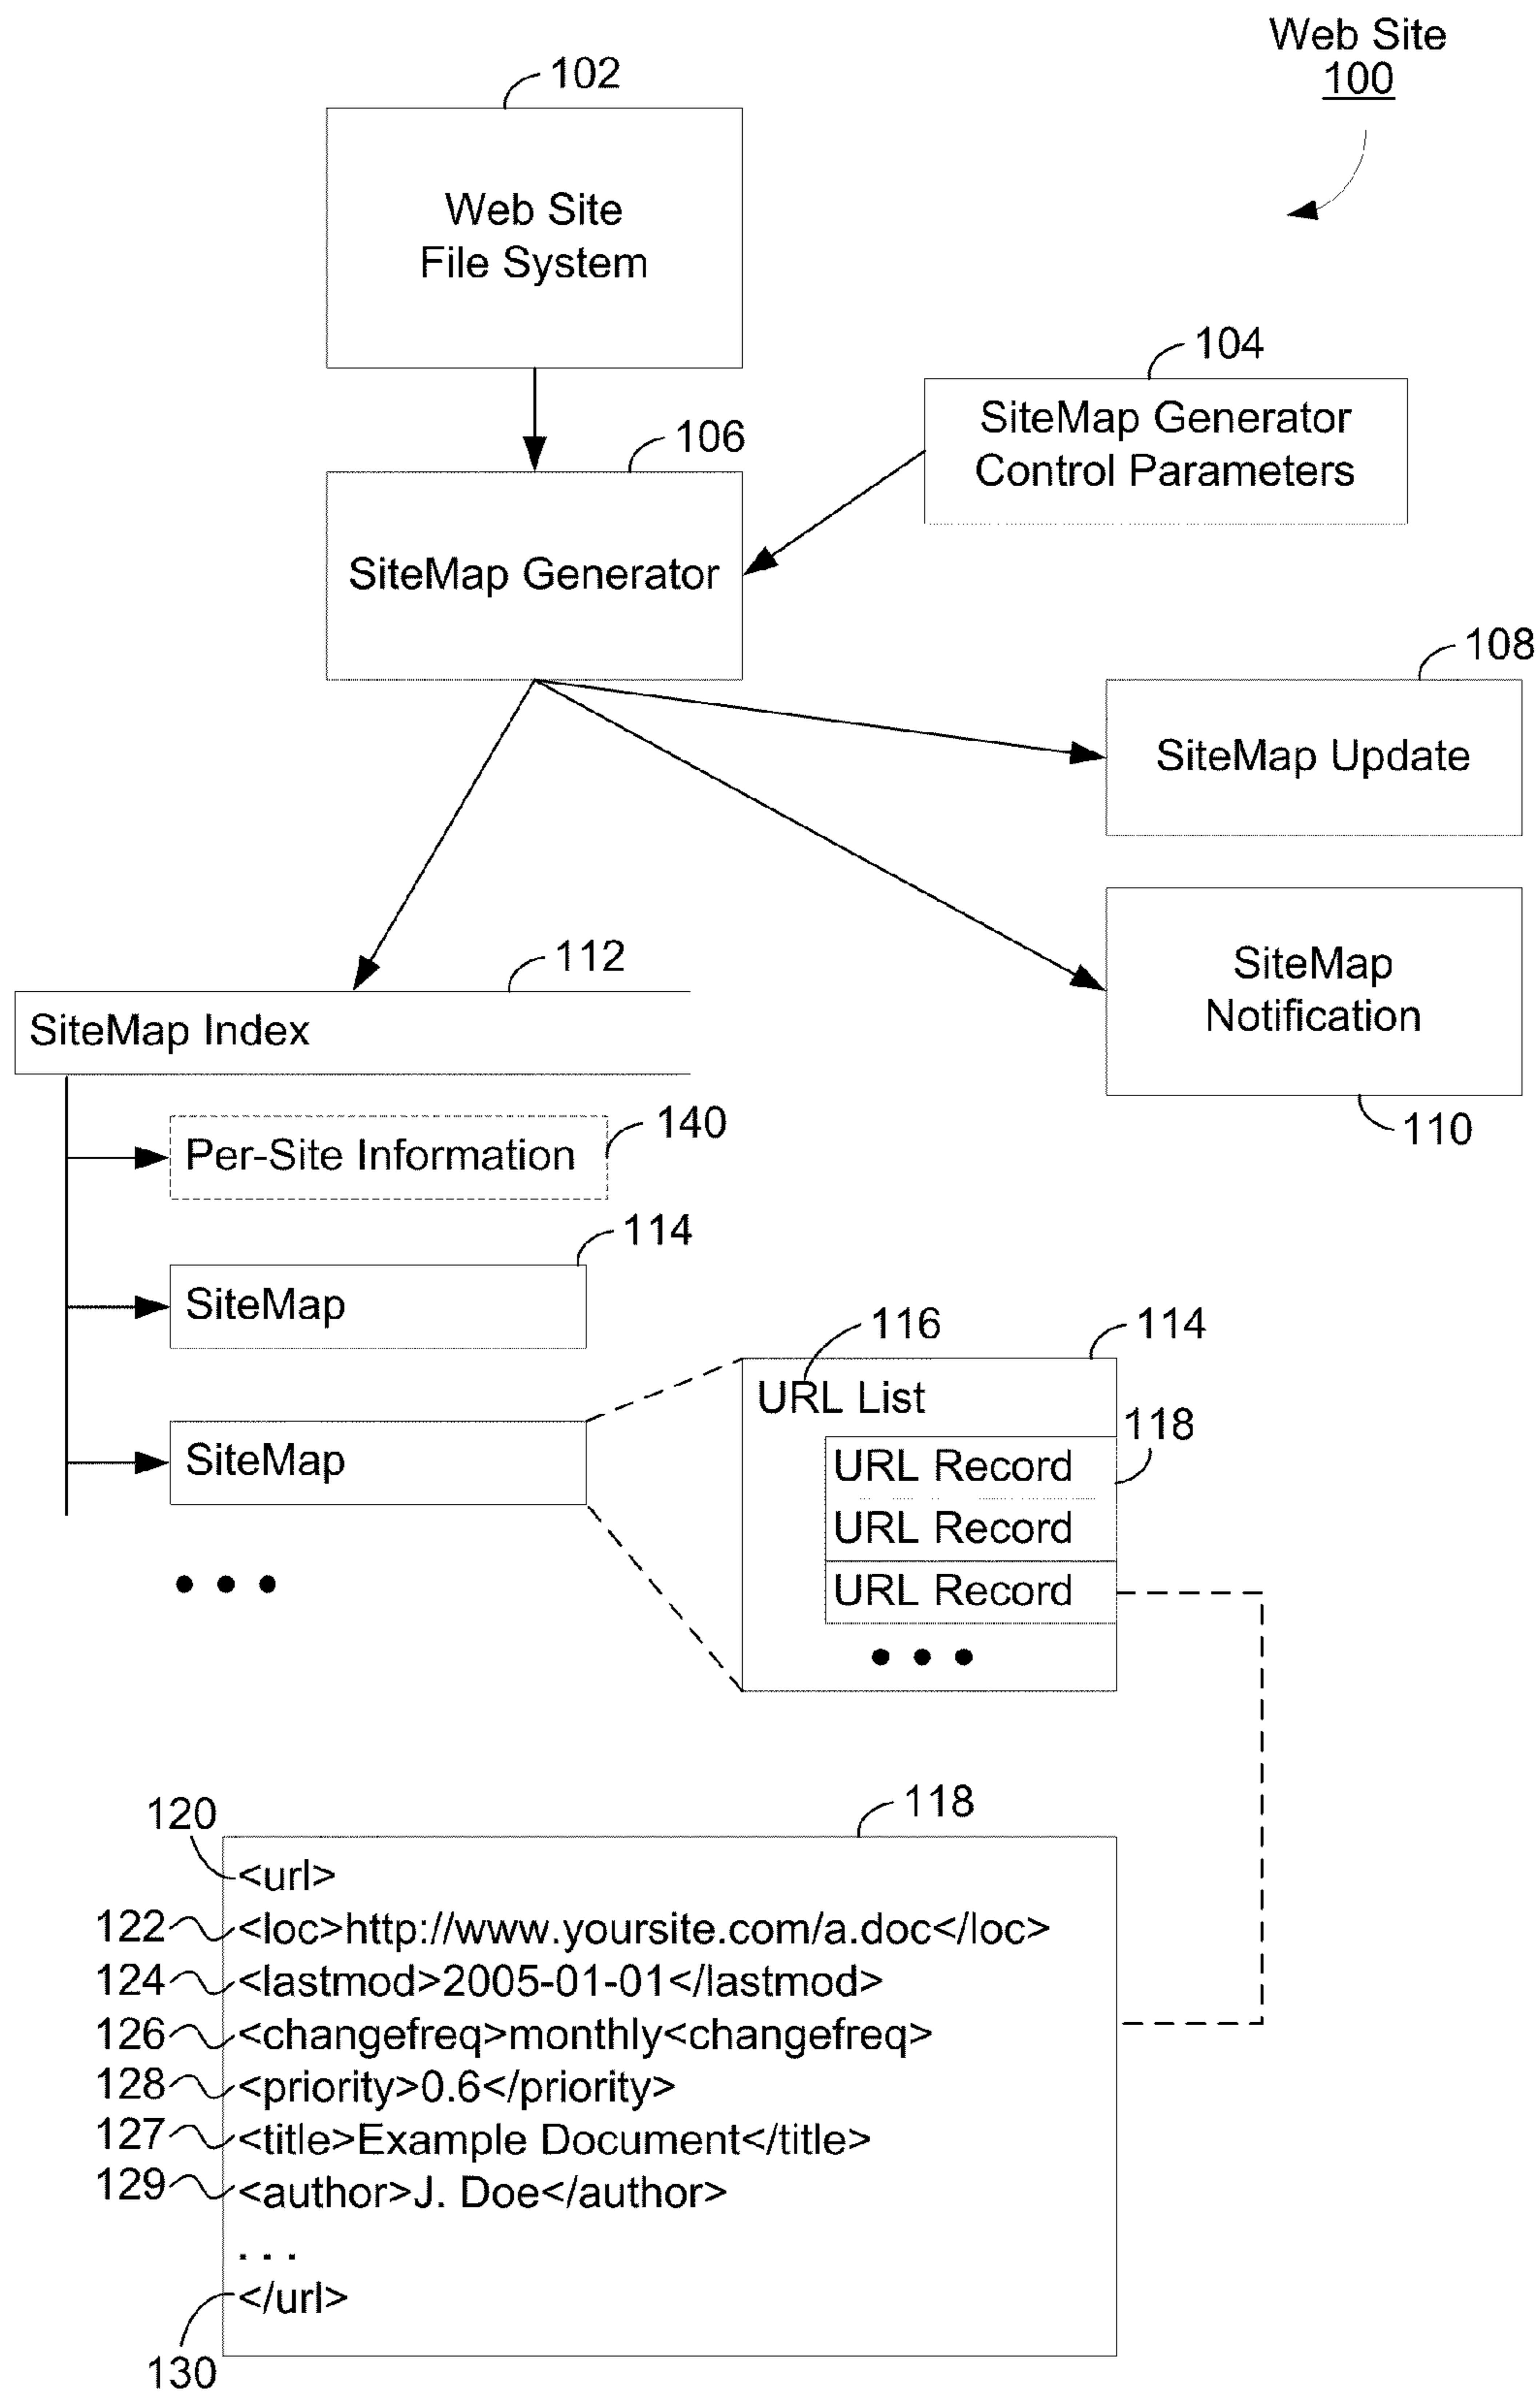 Web Site
100
102
Web Site
File System
104
SiteMap Generator
Control Parameters
106
SiteMap Generator
108
SiteMap Update
SiteMap
Notification
110
112
SiteMap Index
140
Per-Site Information
114
SiteMap
SiteMap
• • •
116
114
URL List
118
URL Record
URL Record
URL Record
• • •
118
120
<url>
122
<loc>http://www.yoursite.com/a.doc</loc>
124
<lastmod>2005-01-01</lastmod>
126
<changefreq>monthly<changefreq>
128
<priority>0.6</priority>
127
<title>Example Document</title>
129
<author>J. Doe</author>
. . .
</url>
130